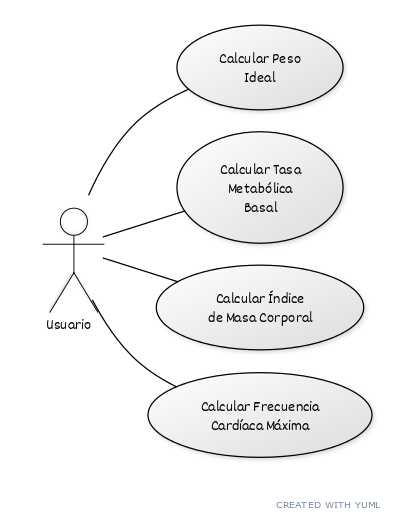 Calcular Peso
Ideal
Calcular Tasa
Metabólica
Basal
Calcular Índice
de Masa Corporal
Usuario
Calcular Frecuencia
Cardíaca Máxima
CREATED WITH YUML